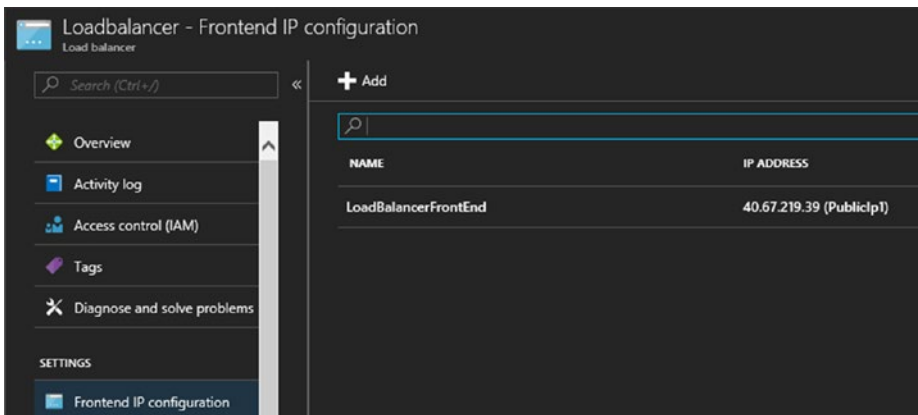 Loadbalancer - Frontend IP configuration
Load balancer
Search (Ctrl+/)
«
Add
Overview
Activity log
Access control (IAM)
Tags
Diagnose and solve problems
SETTINGS
Frontend IP configuration
NAME
IP ADDRESS
LoadBalancerFrontEnd
40.67.219.39 (PublicIp1)